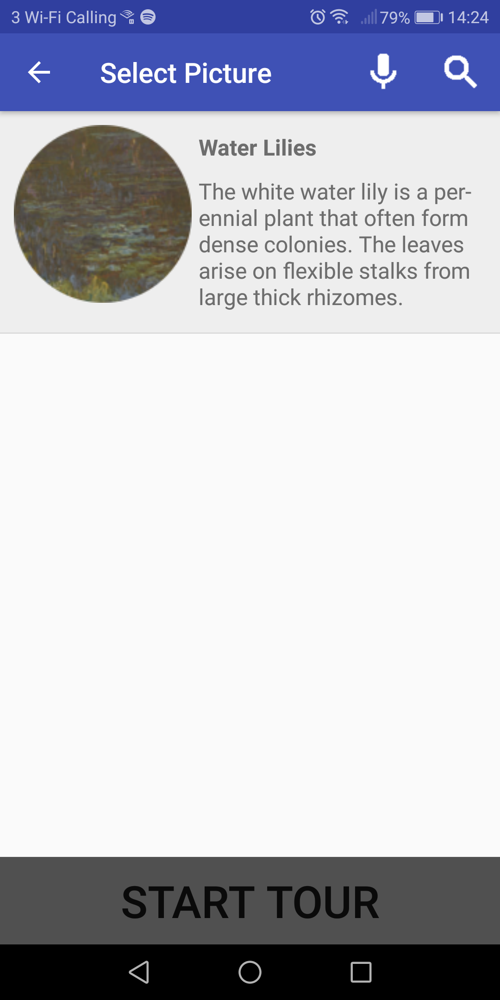 3 Wi-Fi Calling 79% 14:24
Select Picture
Water Lilies
The white water lily is a per-
ennial plant that often form
dense colonies. The leaves
arise on flexible stalks from
large thick rhizomes.
START TOUR